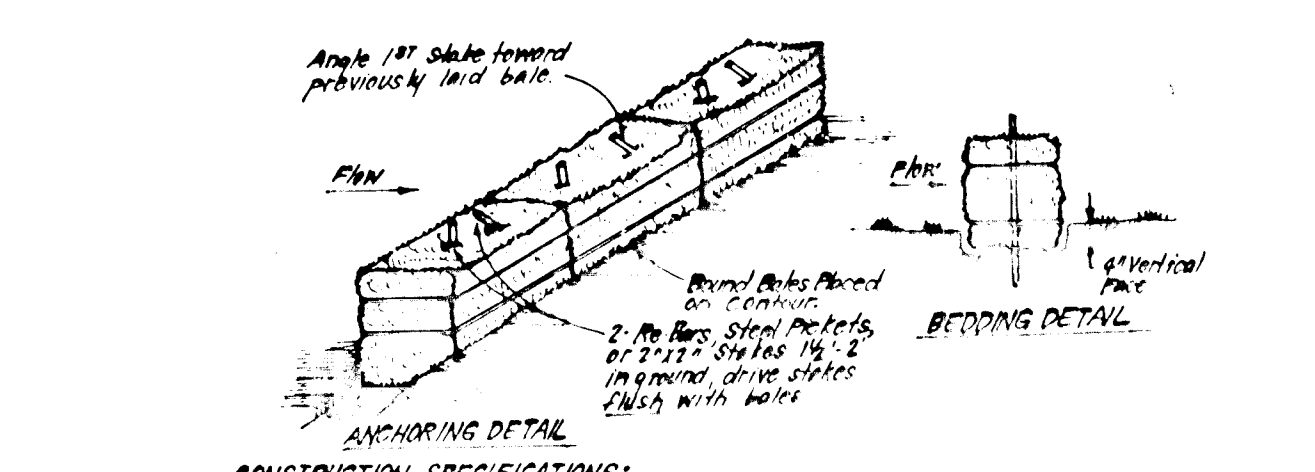 Angle 1ST stake toward
previously laid bale.
Flow
Flow
4" Vertical
Face
Bound Bales Placed
on contour.
2- Re-Bars, Steel Pickets,
or 2"x2" Stakes 1½'-2'
in ground, drive stakes
flush with bales
BEDDING DETAIL
ANCHORING DETAIL
CONSTRUCTION SPECIFICATIONS: